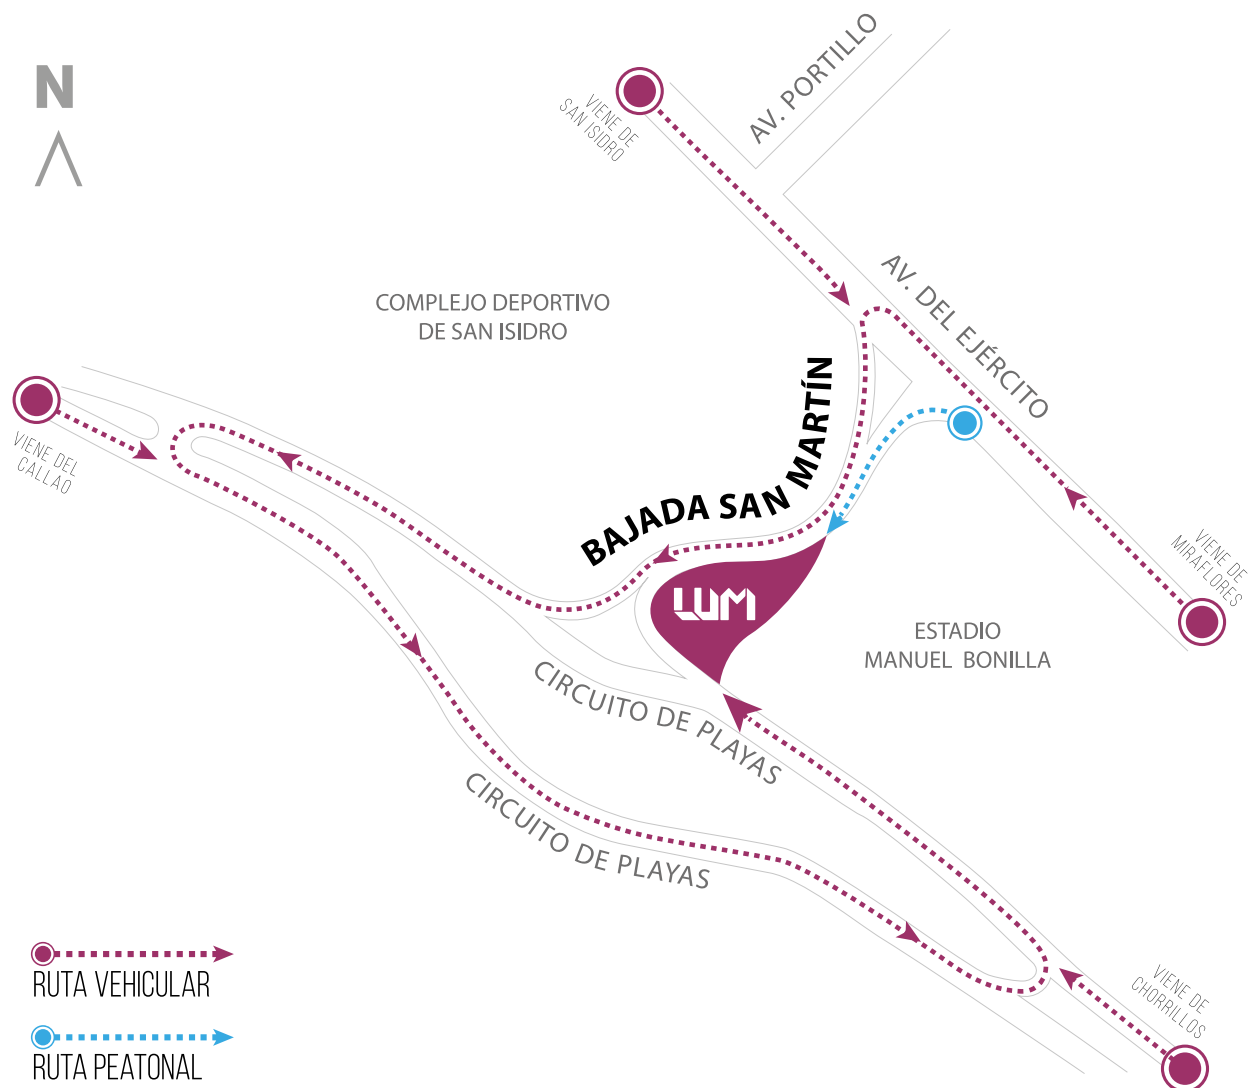 N
AV. PORTILLO
VIENE DE
SAN ISIDRO
AV. DEL EJÉRCITO
COMPLEJO DEPORTIVO
DE SAN ISIDRO
BAJADA SAN MARTÍN
VIENE DEL
CALLAO
VIENE DE
MIRAFLORES
LUM
ESTADIO
MANUEL BONILLA
CIRCUITO DE PLAYAS
CIRCUITO DE PLAYAS
VIENE DE
CHORRILLOS
RUTA VEHICULAR
RUTA PEATONAL